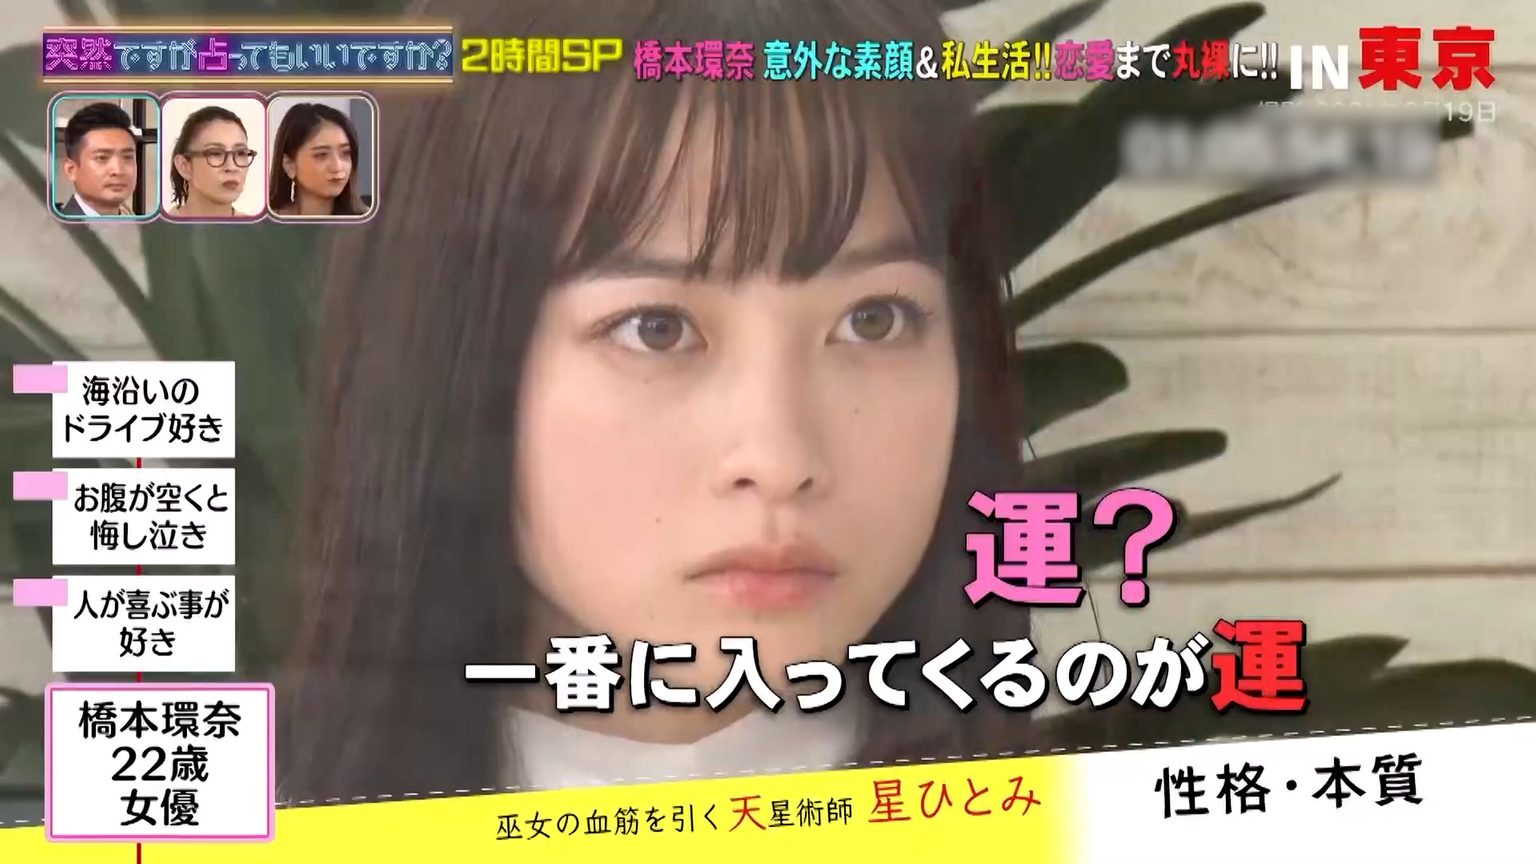 突然ですが占ってもいいですか?
2時間SP
橋本環奈 意外な素顔&私生活!!恋愛まで丸裸に!!
IN東京
19日
海沿いの
ドライブ好き
お腹が空くと
悔し泣き
人が喜ぶ事が
好き
橋本環奈
22歳
女優
運?
一番に入ってくるのが運
巫女の血筋を引く天星術師 星ひとみ
性格・本質